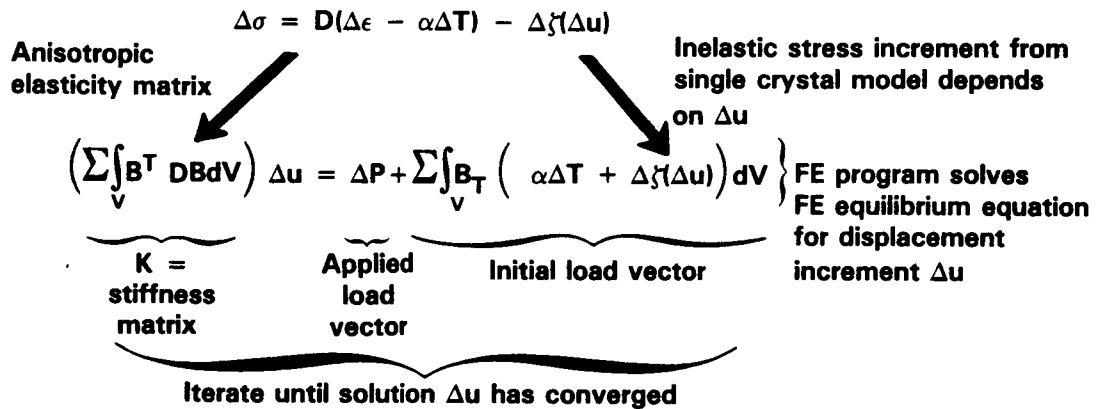 Δσ = D(Δϵ − αΔT) − Δζ(Δu)
Anisotropic
elasticity matrix
Inelastic stress increment from
single crystal model depends
on Δu
(∑∫B^T DBdV) Δu = ΔP + ∑∫B_T ( αΔT + Δζ(Δu)) dV
V
V
FE program solves
FE equilibrium equation
for displacement
increment Δu
K =
stiffness
matrix
Applied
load
vector
Initial load vector
Iterate until solution Δu has converged